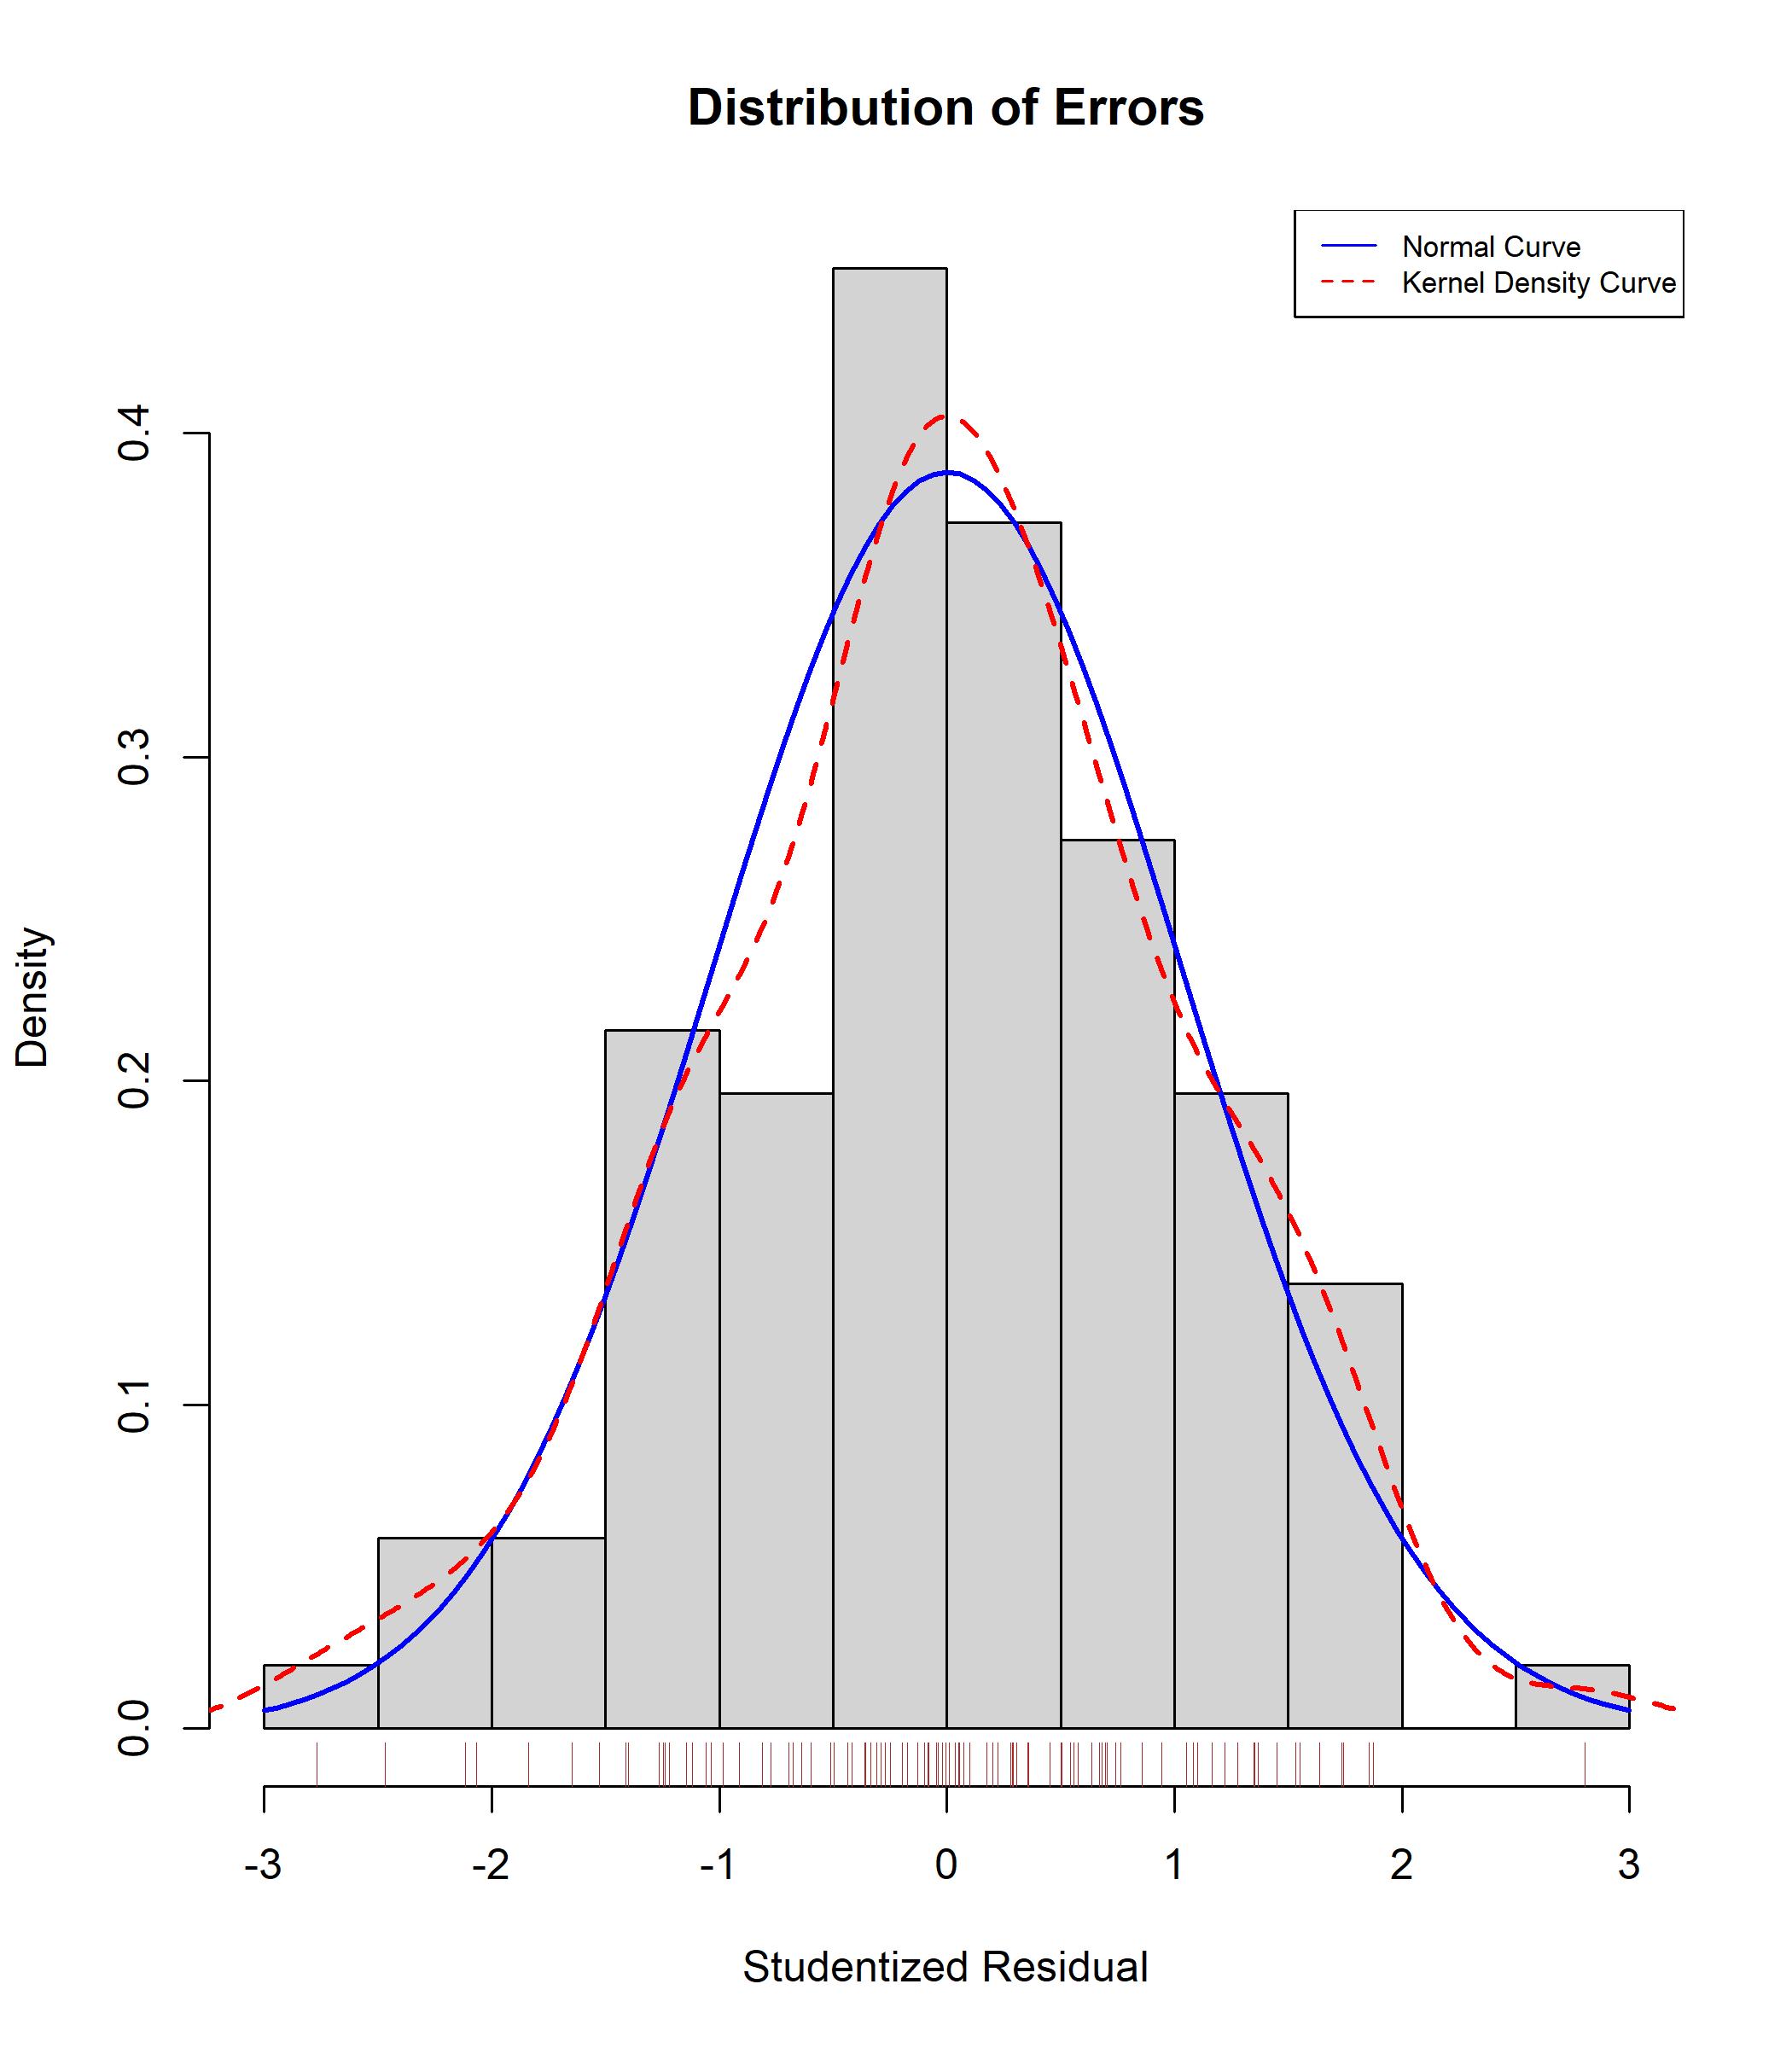 Distribution of Errors
Normal Curve
Kernel Density Curve
0.4
0.3
0.2
0.1
0.0
Density
-3 -2 -1 0 1 2 3
Studentized Residual